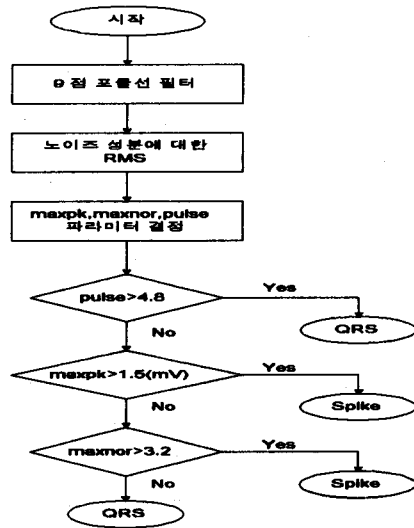 시작
9 점 포물선 필터
노이즈 성분에 대한
RMS
maxpk,maxnor,pulse
파라미터 결정
pulse>4.8
Yes
QRS
No
maxpk>1.5(mV)
Yes
Spike
No
maxnor>3.2
Yes
Spike
No
QRS